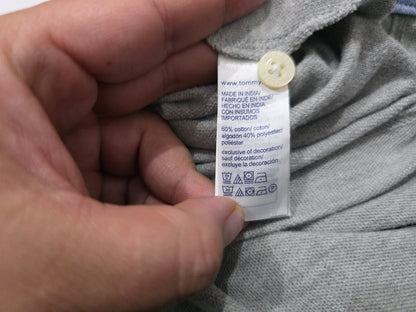 www.tommy.
MADE IN INDIA/
FABRIQUÉ EN INDE/
HECHO EN INDIA
CON INSUMOS
IMPORTADOS
60% cotton/ coton/
algodón 40% polyester/
poliéster
exclusive of decoration/
sauf décoration/
excluye la decoración